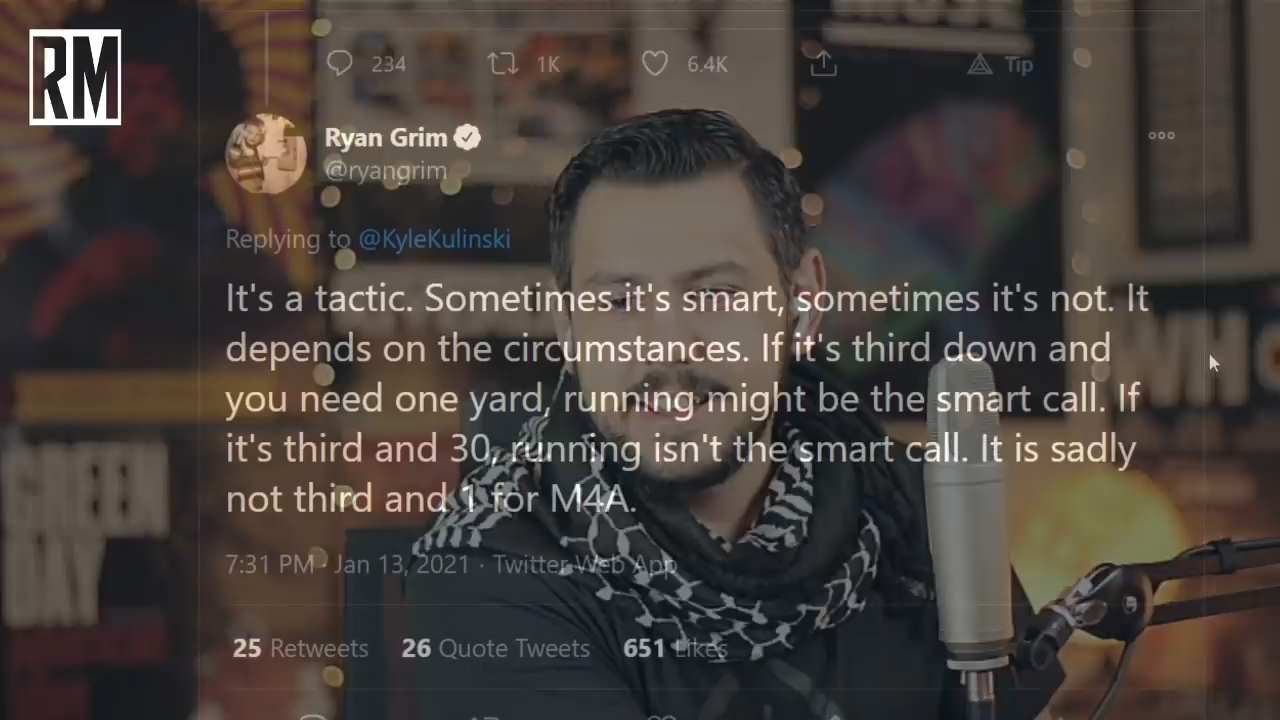 RM
234 1K 6.4K Tip
Ryan Grim
@ryangrim
Replying to @KyleKulinski
It's a tactic. Sometimes it's smart, sometimes it's not. It
depends on the circumstances. If it's third down and
you need one yard, running might be the smart call. If
it's third and 30, running isn't the smart call. It is sadly
not third and 1 for M4A.
7:31 PM · Jan 13, 2021 · Twitter Web App
25 Retweets 26 Quote Tweets 651 Likes
GREEN
DAY